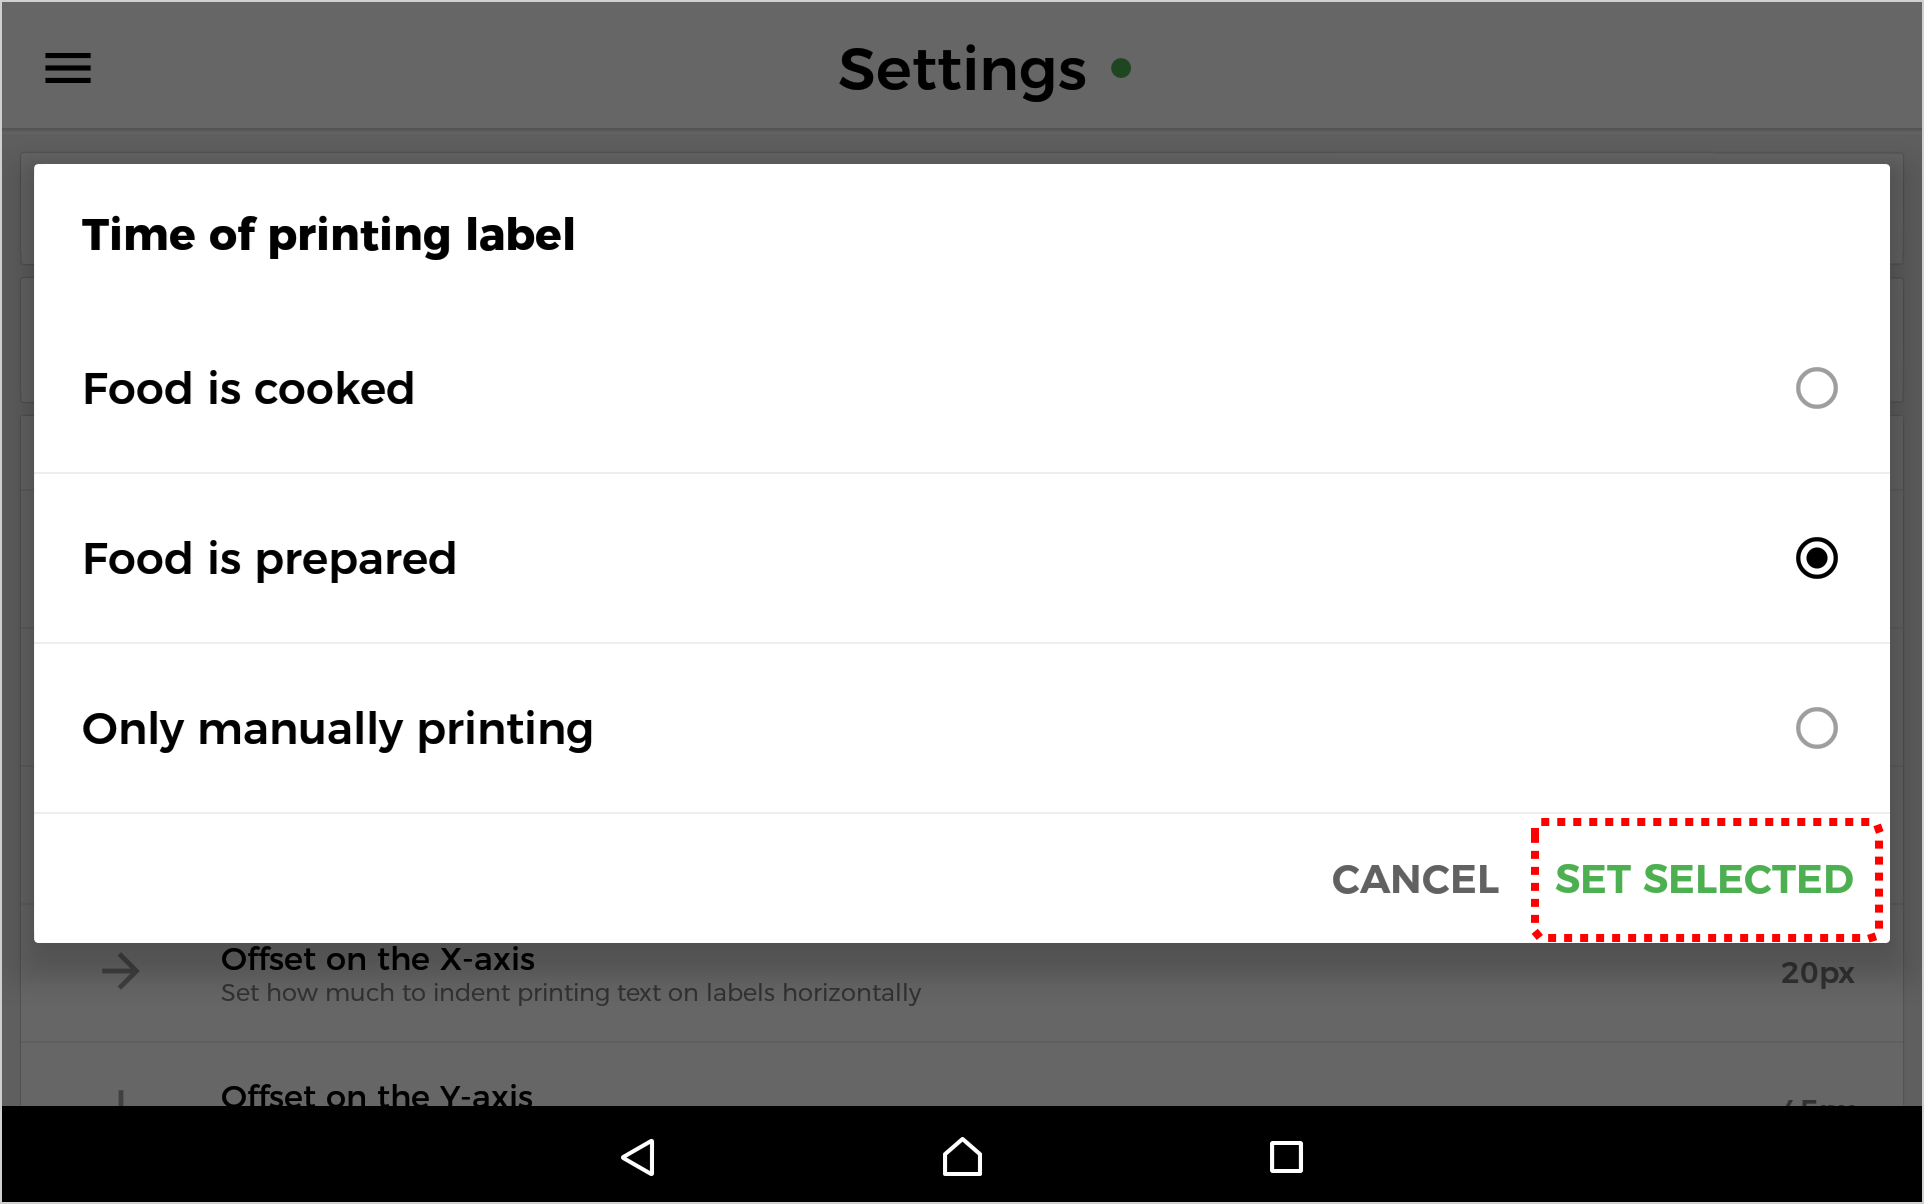 Settings
Time of printing label
Food is cooked
Food is prepared
Only manually printing
CANCEL
SET SELECTED
Offset on the X-axis
20px
Set how much to indent printing text on labels horizontally
Offset on the Y-axis